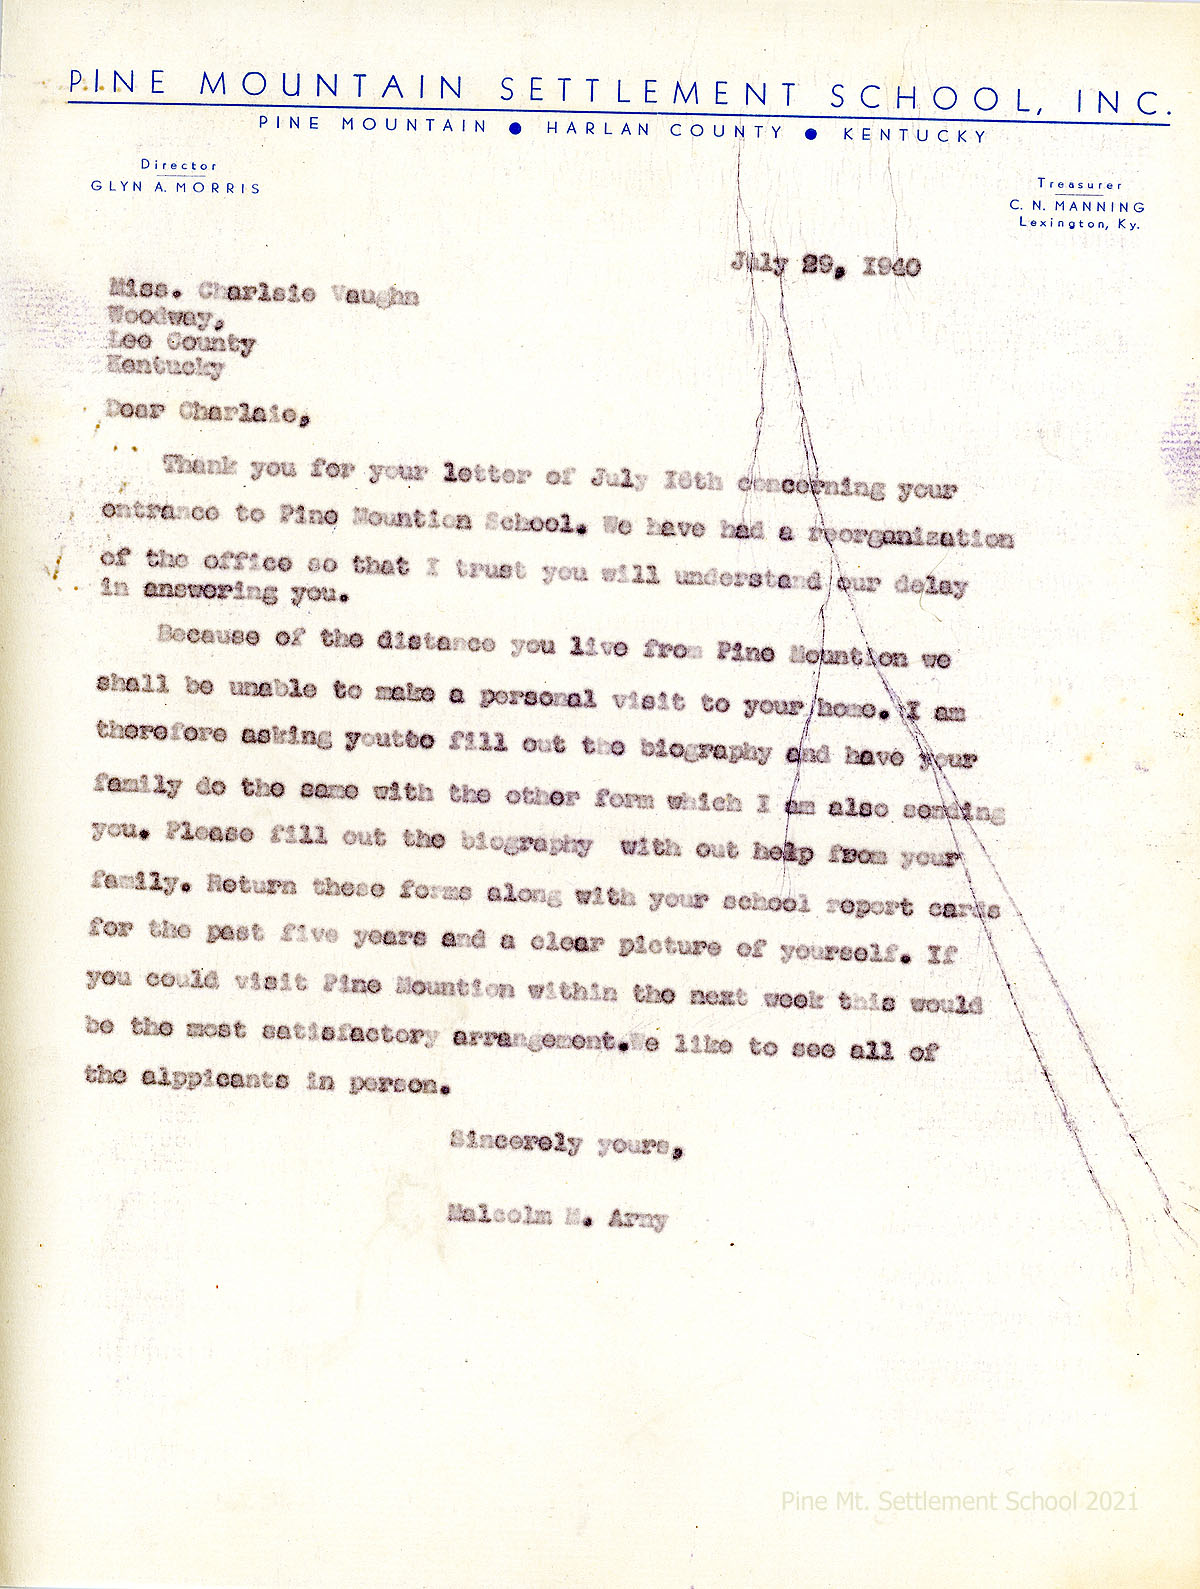 PINE MOUNTAIN SETTLEMENT SCHOOL, INC.
PINE MOUNTAIN ● HARLAN COUNTY ● KENTUCKY
Director
GLYN A. MORRIS
Treasurer
C. N. MANNING
Lexington, Ky.
July 29, 1940
Miss. Charlsie Vaughn
Woodway,
Lee County
Kentucky
Dear Charlsie,
Thank you for your letter of July 16th concerning your
entrance to Pine Mountion School. We have had a reorganization
of the office so that I trust you will understand our delay
in answering you.
Because of the distance you live from Pine Mountion we
shall be unable to make a personal visit to your home. I am
therefore asking youtto fill out the biography and have your
family do the same with the other form which I am also sending
you. Please fill out the biography with out help from your
family. Return these forms along with your school report cards
for the past five years and a clear picture of yourself. If
you could visit Pine Mountion within the next week this would
be the most satisfactory arrangement.We like to see all of
the alppicants in person.
Sincerely yours,
Malcolm M. Arny
Pine Mt. Settlement School 2021